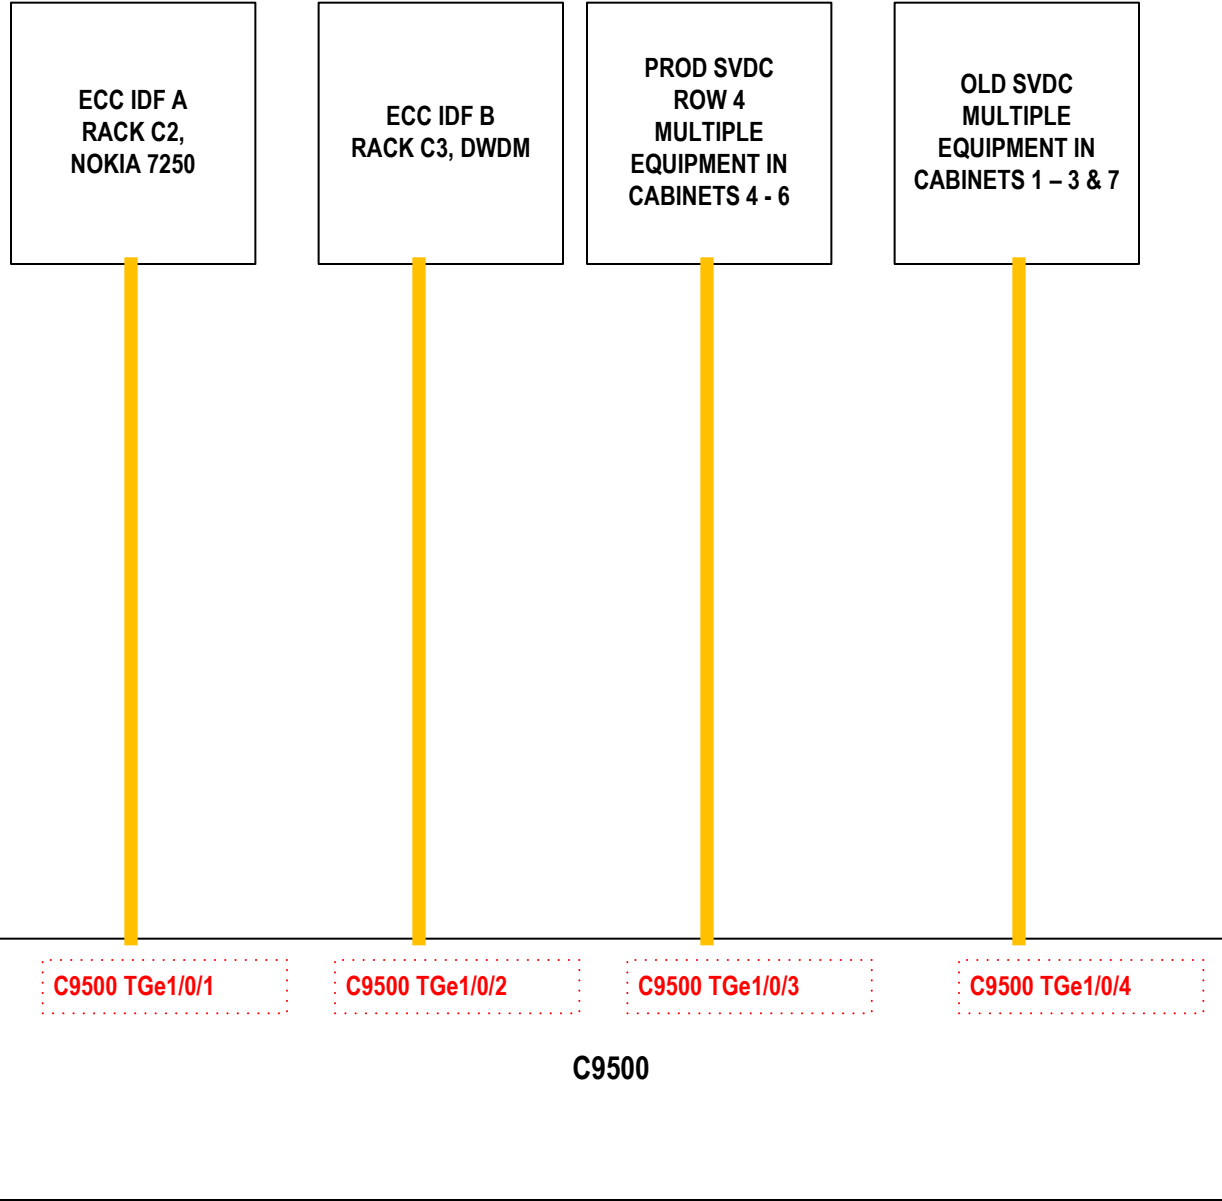 ECC IDF A
RACK C2,
NOKIA 7250
ECC IDF B
RACK C3, DWDM
PROD SVDC
ROW 4
MULTIPLE
EQUIPMENT IN
CABINETS 4 - 6
OLD SVDC
MULTIPLE
EQUIPMENT IN
CABINETS 1 – 3 & 7
C9500 TGe1/0/1
C9500 TGe1/0/2
C9500 TGe1/0/3
C9500 TGe1/0/4
C9500